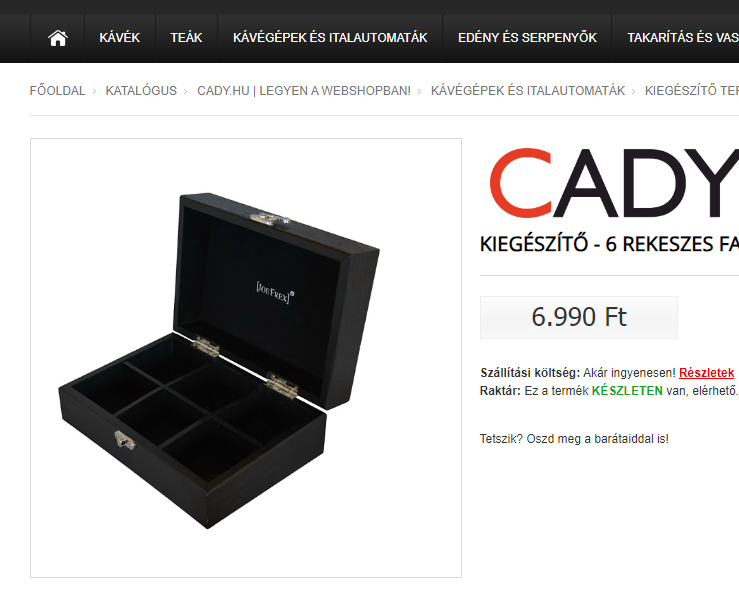 KÁVÉK TEÁK KÁVÉGÉPEK ÉS ITALAUTOMATÁK EDÉNY ÉS SERPENYŐK TAKARÍTÁS ÉS VAS
FŐOLDAL › KATALÓGUS › CADY.HU | LEGYEN A WEBSHOPBAN! › KÁVÉGÉPEK ÉS ITALAUTOMATÁK › KIEGÉSZÍTŐ TER
CADY
KIEGÉSZÍTŐ - 6 REKESZES FA
[JOEFREX]®
6.990 Ft
Szállítási költség: Akár ingyenesen! Részletek
Raktár: Ez a termék KÉSZLETEN van, elérhető.
Tetszik? Oszd meg a barátaiddal is!